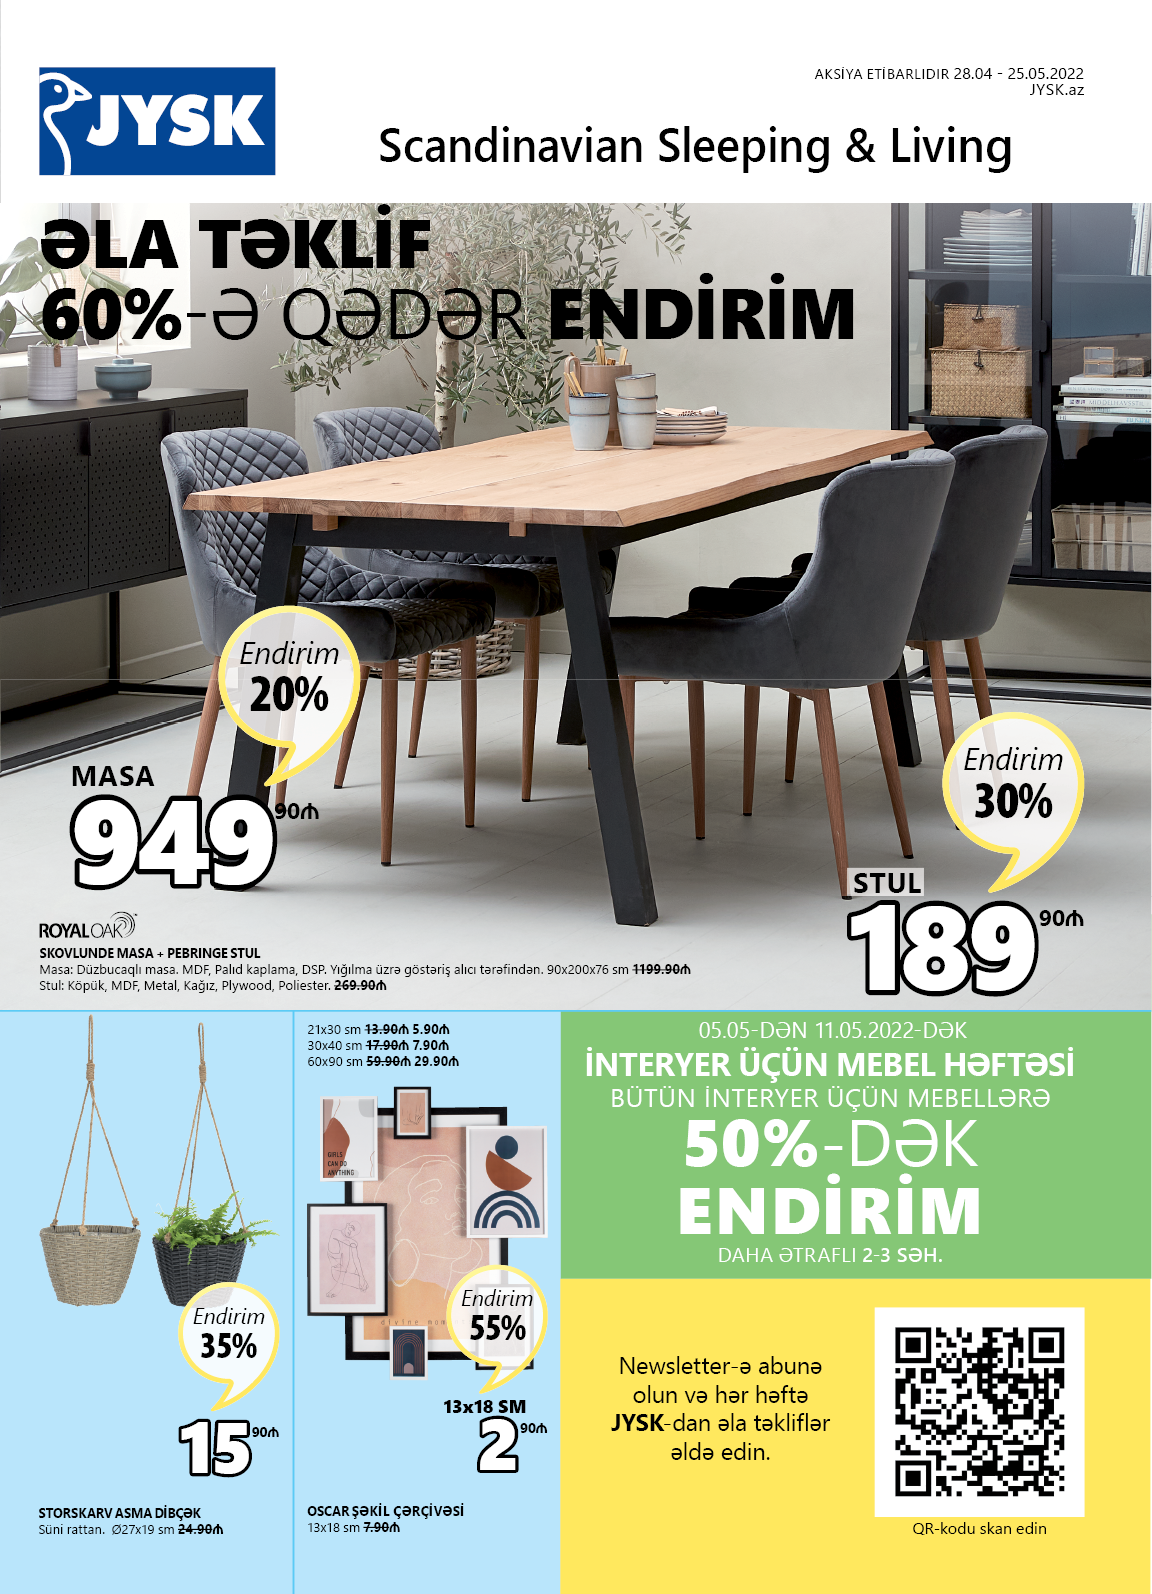 JYSK
AKSİYA ETİBARLIDIR 28.04 - 25.05.2022
JYSK.az
Scandinavian Sleeping & Living
ƏLA TƏKLİF
60%-Ə QƏDƏR ENDİRİM
Endirim
20%
MASA
949 90₼
Endirim
30%
STUL
189 90₼
ROYAL OAK
SKOVLUNDE MASA + PEBRINGE STUL
Masa: Düzbucaqlı masa. MDF, Palıd kaplama, DSP. Yığılma üzrə göstəriş alıcı tərəfindən. 90x200x76 sm 1199.90₼
Stul: Köpük, MDF, Metal, Kağız, Plywood, Poliester. 269.90₼
Endirim
35%
15 90₼
STORSKARV ASMA DİBÇƏK
Süni rattan. Ø27x19 sm 24.90₼
21x30 sm 13.90₼ 5.90₼
30x40 sm 17.90₼ 7.90₼
60x90 sm 59.90₼ 29.90₼
GIRLS
CAN DO
ANYTHING
Endirim
55%
13x18 SM
2 90₼
OSCAR ŞƏKİL ÇƏRÇİVƏSİ
13x18 sm 7.90₼
05.05-DƏN 11.05.2022-DƏK
İNTERYER ÜÇÜN MEBEL HƏFTƏSİ
BÜTÜN İNTERYER ÜÇÜN MEBELLƏRƏ
50%-DƏK
ENDİRİM
DAHA ƏTRAFLI 2-3 SƏH.
Newsletter-ə abunə
olun və hər həftə
JYSK-dan əla təkliflər
əldə edin.
QR-kodu skan edin